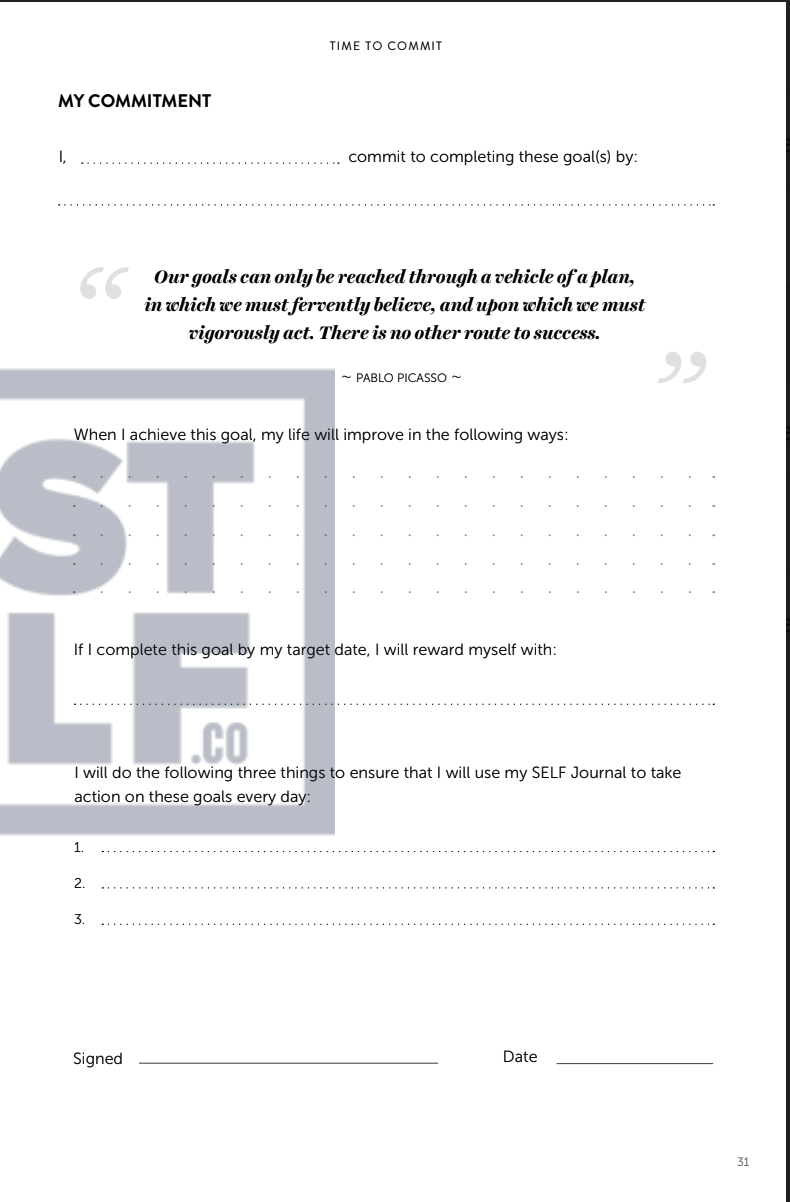 TIME TO COMMIT
MY COMMITMENT
I, commit to completing these goal(s) by:
“ Our goals can only be reached through a vehicle of a plan,
in which we must fervently believe, and upon which we must
vigorously act. There is no other route to success. ”
~ PABLO PICASSO ~
When I achieve this goal, my life will improve in the following ways:
ST
If I complete this goal by my target date, I will reward myself with:
LF
.CO
I will do the following three things to ensure that I will use my SELF Journal to take
action on these goals every day:
1.
2.
3.
Signed Date
31